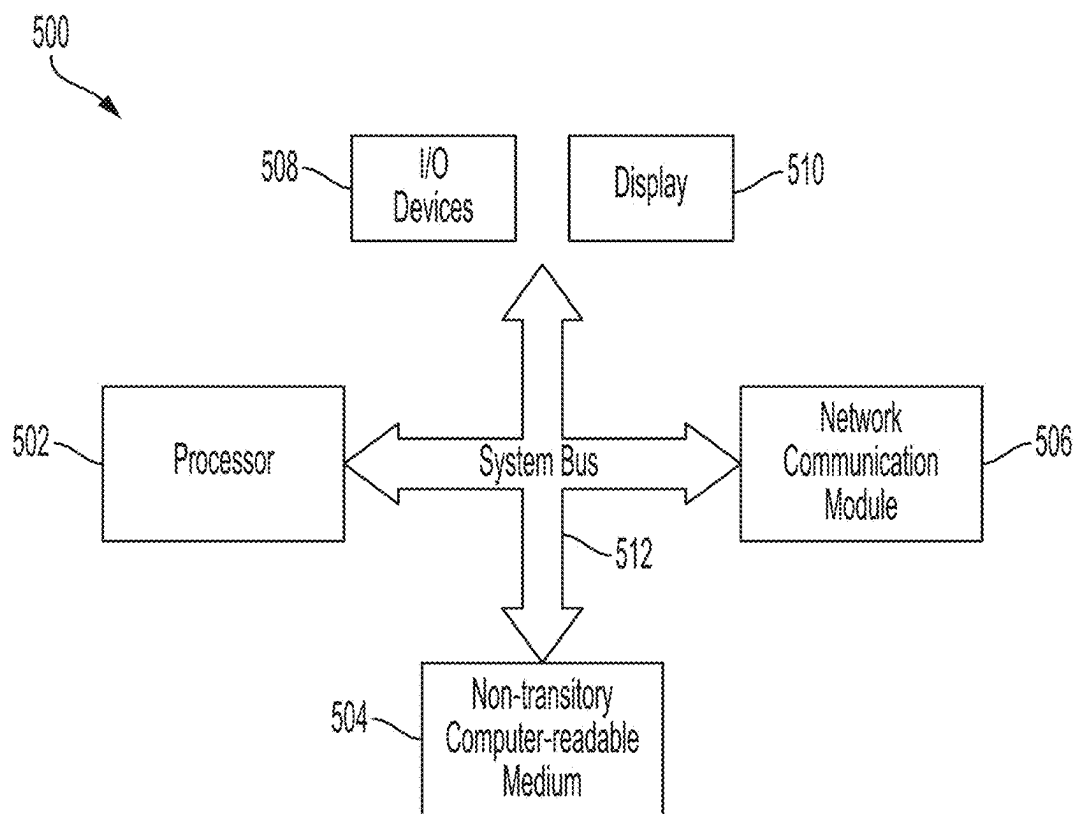 500
508
I/O
Devices
Display
510
502
Processor
System Bus
Network
Communication
Module
506
512
504
Non-transitory
Computer-readable
Medium